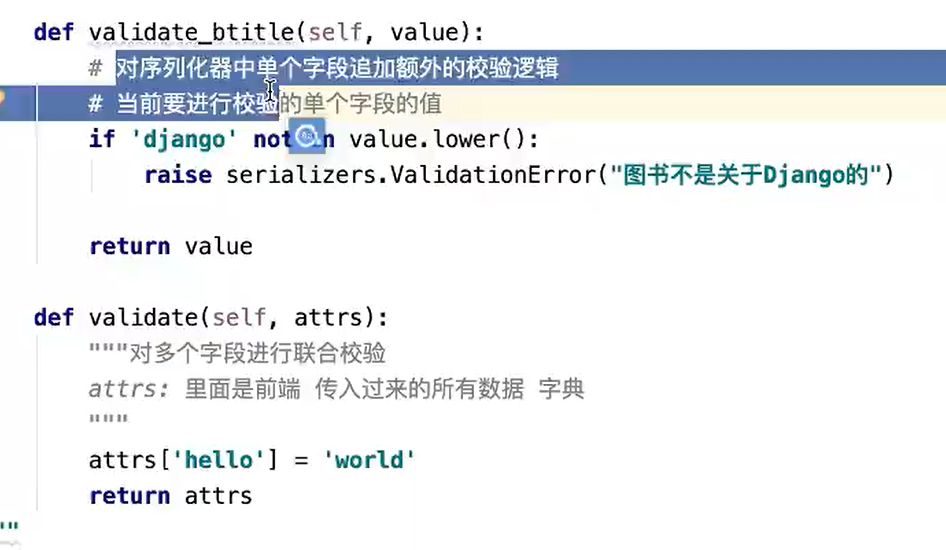 def validate_btitle(self, value):
# 对序列化器中单个字段追加额外的校验逻辑
# 当前要进行校验的单个字段的值
if 'django' not in value.lower():
raise serializers.ValidationError("图书不是关于Django的")
return value
def validate(self, attrs):
"""对多个字段进行联合校验
attrs: 里面是前端 传入过来的所有数据 字典
"""
attrs['hello'] = 'world'
return attrs
""